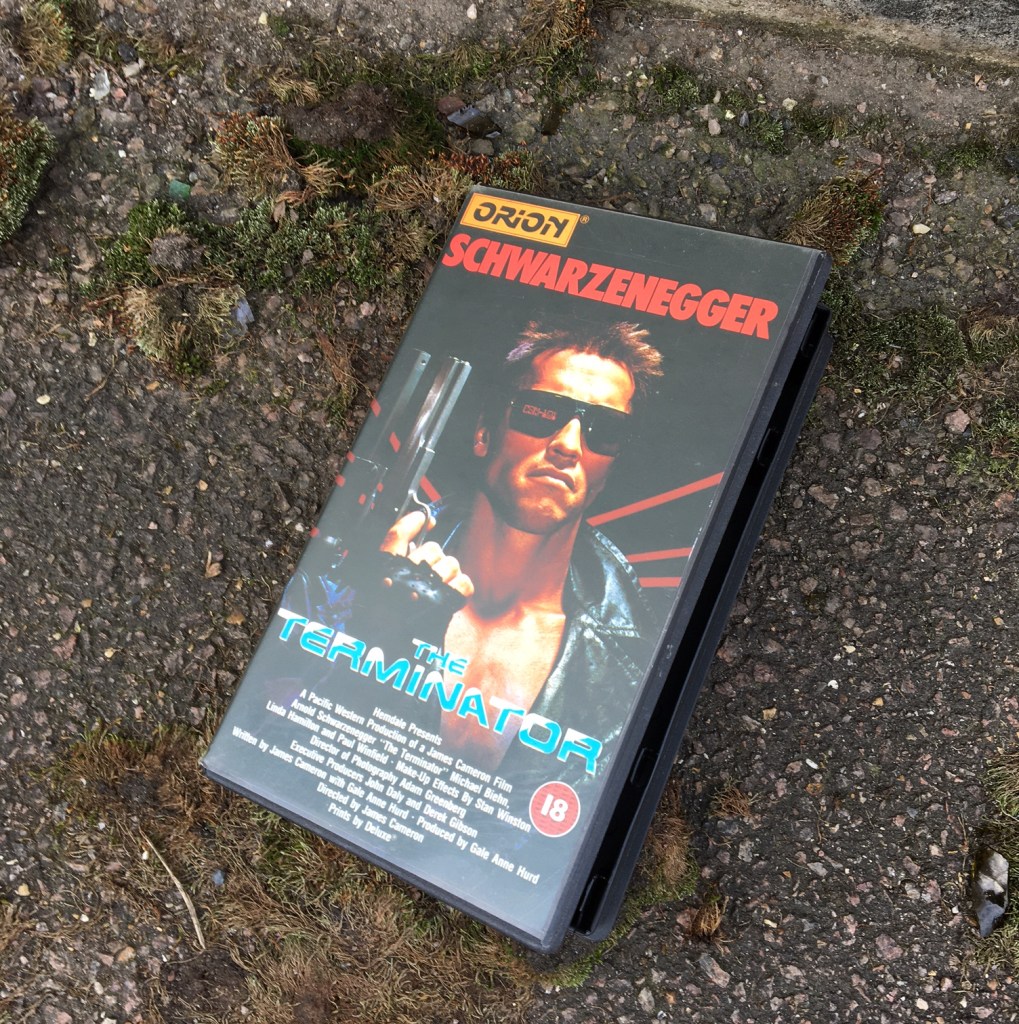 ORION®
SCHWARZENEGGER
THE
TERMINATOR
Hemdale Presents
A Pacific Western Production of a James Cameron Film
Arnold Schwarzenegger "The Terminator" Michael Biehn,
Linda Hamilton and Paul Winfield · Make-Up Effects By Stan Winston
Director of Photography Adam Greenberg
Executive Producers John Daly and Derek Gibson
Written by James Cameron with Gale Anne Hurd · Produced by Gale Anne Hurd
Directed by James Cameron
Prints by Deluxe®
18